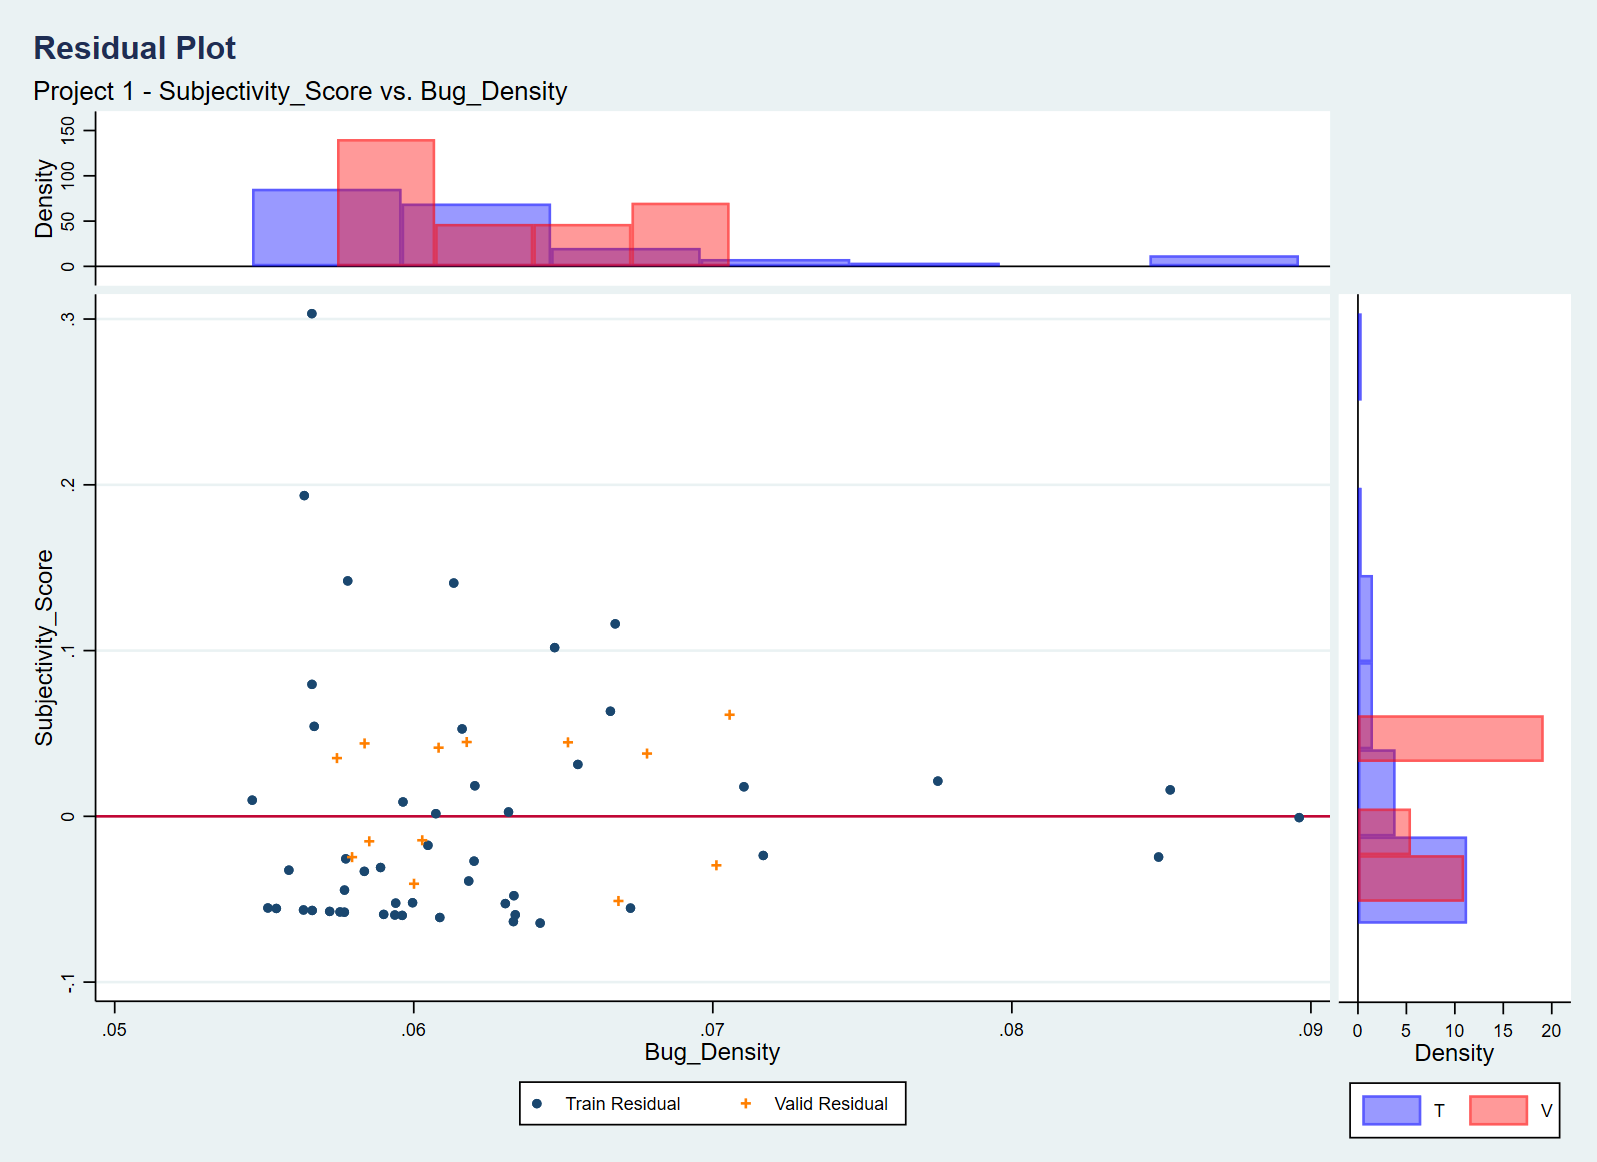 Residual Plot
Project 1 - Subjectivity_Score vs. Bug_Density
Density
150
100
50
0
Subjectivity_Score
.3
.2
.1
0
-.1
.05 .06 .07 .08 .09
Bug_Density
0 5 10 15 20
Density
Train Residual Valid Residual
T V